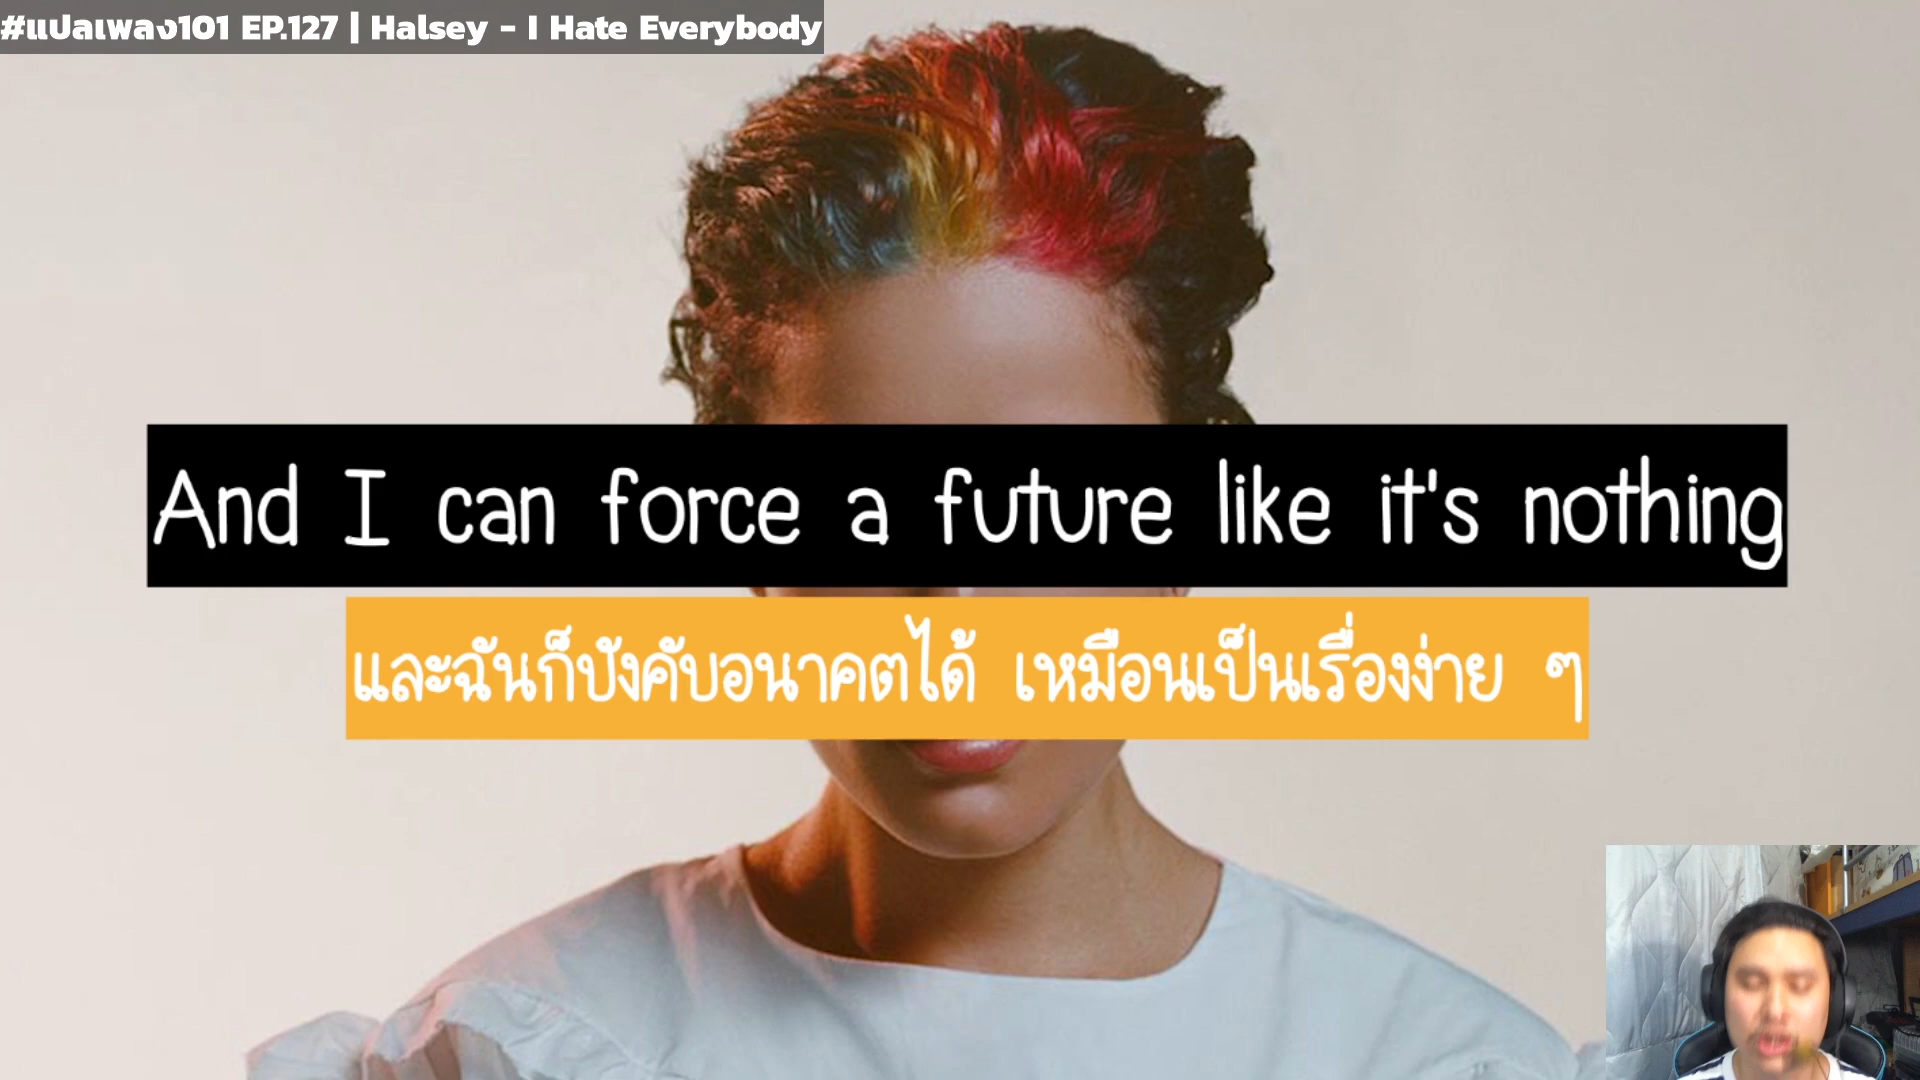 #แปลเพลง101 EP.127 | Halsey - I Hate Everybody
And I can force a future like it's nothing
และฉันก็บังคับอนาคตได้ เหมือนเป็นเรื่องง่าย ๆ